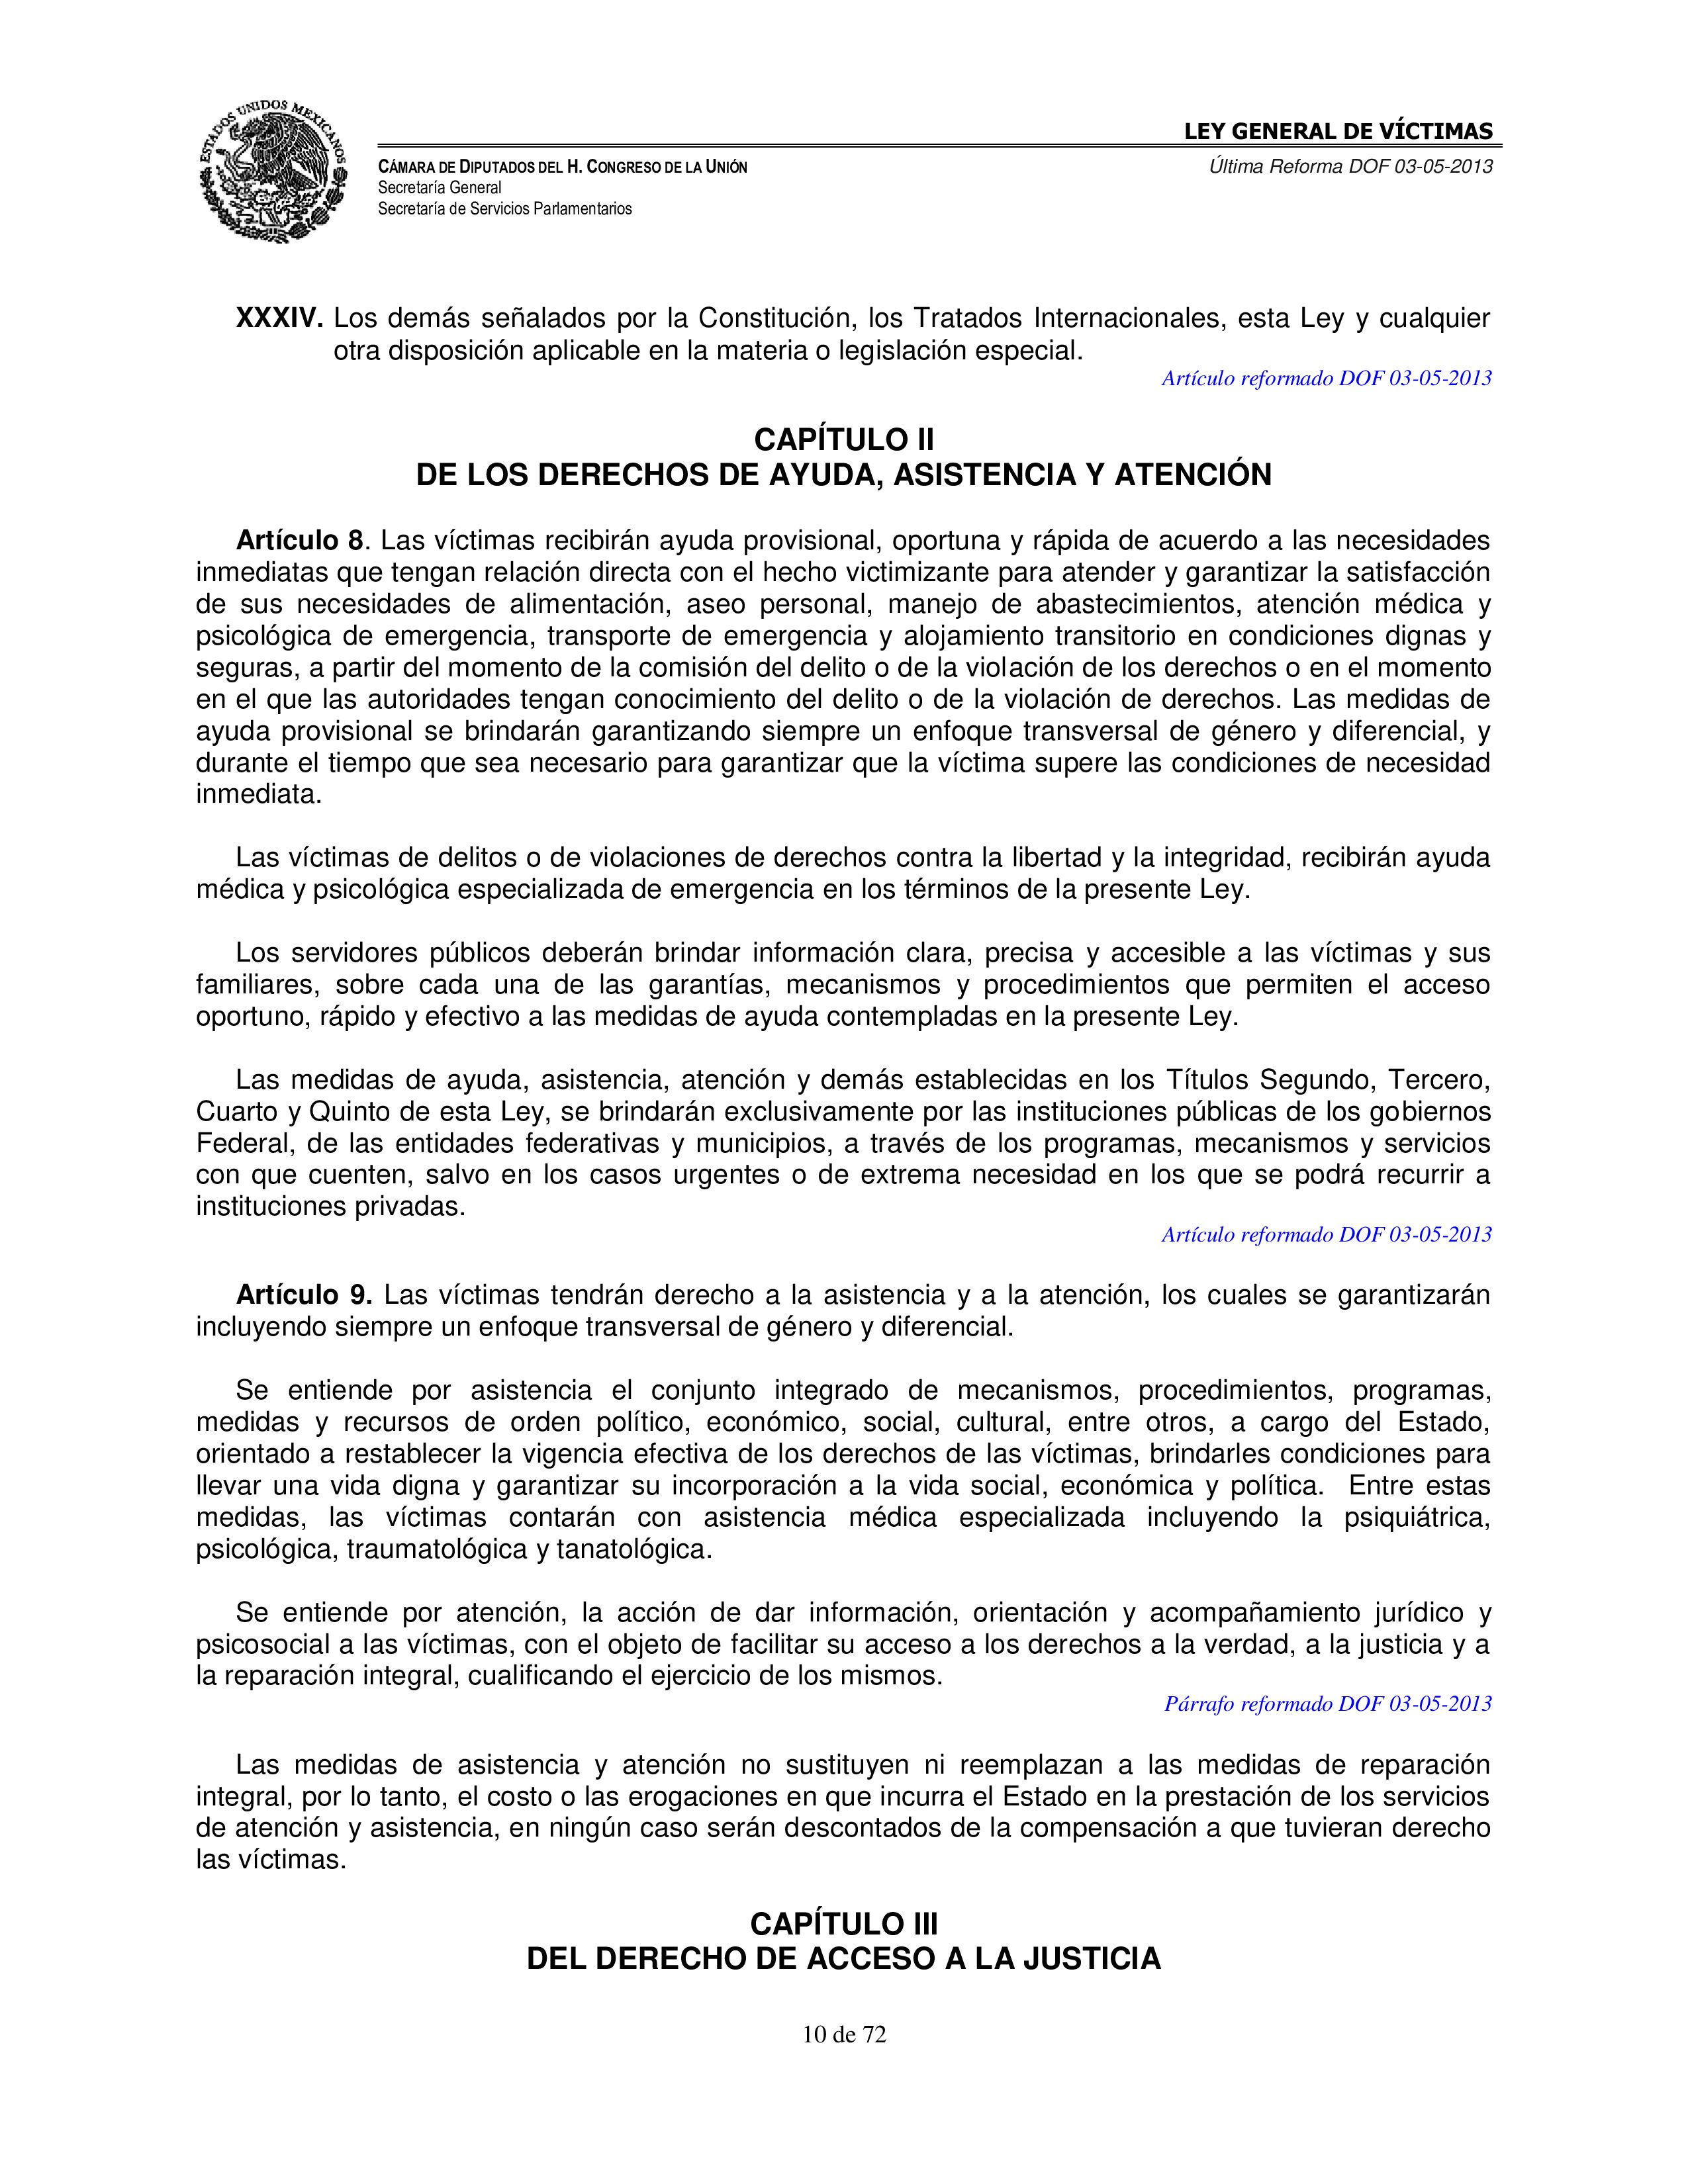 ESTADOS UNIDOS MEXICANOS
LEY GENERAL DE VÍCTIMAS
CÁMARA DE DIPUTADOS DEL H. CONGRESO DE LA UNIÓN
Última Reforma DOF 03-05-2013
Secretaría General
Secretaría de Servicios Parlamentarios
XXXIV. Los demás señalados por la Constitución, los Tratados Internacionales, esta Ley y cualquier
otra disposición aplicable en la materia o legislación especial.
Artículo reformado DOF 03-05-2013
CAPÍTULO II
DE LOS DERECHOS DE AYUDA, ASISTENCIA Y ATENCIÓN
Artículo 8. Las víctimas recibirán ayuda provisional, oportuna y rápida de acuerdo a las necesidades
inmediatas que tengan relación directa con el hecho victimizante para atender y garantizar la satisfacción
de sus necesidades de alimentación, aseo personal, manejo de abastecimientos, atención médica y
psicológica de emergencia, transporte de emergencia y alojamiento transitorio en condiciones dignas y
seguras, a partir del momento de la comisión del delito o de la violación de los derechos o en el momento
en el que las autoridades tengan conocimiento del delito o de la violación de derechos. Las medidas de
ayuda provisional se brindarán garantizando siempre un enfoque transversal de género y diferencial, y
durante el tiempo que sea necesario para garantizar que la víctima supere las condiciones de necesidad
inmediata.
Las víctimas de delitos o de violaciones de derechos contra la libertad y la integridad, recibirán ayuda
médica y psicológica especializada de emergencia en los términos de la presente Ley.
Los servidores públicos deberán brindar información clara, precisa y accesible a las víctimas y sus
familiares, sobre cada una de las garantías, mecanismos y procedimientos que permiten el acceso
oportuno, rápido y efectivo a las medidas de ayuda contempladas en la presente Ley.
Las medidas de ayuda, asistencia, atención y demás establecidas en los Títulos Segundo, Tercero,
Cuarto y Quinto de esta Ley, se brindarán exclusivamente por las instituciones públicas de los gobiernos
Federal, de las entidades federativas y municipios, a través de los programas, mecanismos y servicios
con que cuenten, salvo en los casos urgentes o de extrema necesidad en los que se podrá recurrir a
instituciones privadas.
Artículo reformado DOF 03-05-2013
Artículo 9. Las víctimas tendrán derecho a la asistencia y a la atención, los cuales se garantizarán
incluyendo siempre un enfoque transversal de género y diferencial.
Se entiende por asistencia el conjunto integrado de mecanismos, procedimientos, programas,
medidas y recursos de orden político, económico, social, cultural, entre otros, a cargo del Estado,
orientado a restablecer la vigencia efectiva de los derechos de las víctimas, brindarles condiciones para
llevar una vida digna y garantizar su incorporación a la vida social, económica y política. Entre estas
medidas, las víctimas contarán con asistencia médica especializada incluyendo la psiquiátrica,
psicológica, traumatológica y tanatológica.
Se entiende por atención, la acción de dar información, orientación y acompañamiento jurídico y
psicosocial a las víctimas, con el objeto de facilitar su acceso a los derechos a la verdad, a la justicia y a
la reparación integral, cualificando el ejercicio de los mismos.
Párrafo reformado DOF 03-05-2013
Las medidas de asistencia y atención no sustituyen ni reemplazan a las medidas de reparación
integral, por lo tanto, el costo o las erogaciones en que incurra el Estado en la prestación de los servicios
de atención y asistencia, en ningún caso serán descontados de la compensación a que tuvieran derecho
las víctimas.
CAPÍTULO III
DEL DERECHO DE ACCESO A LA JUSTICIA
10 de 72